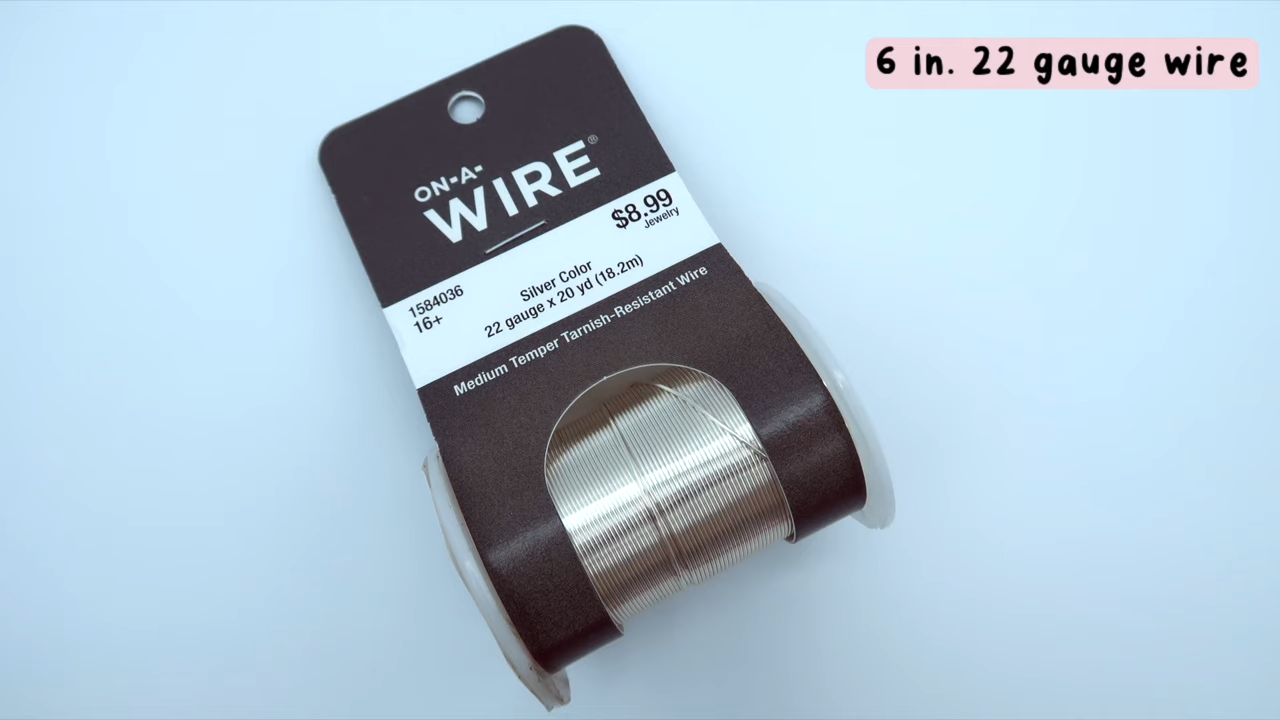 6 in. 22 gauge wire
ON-A-
WIRE®
$8.99
Jewelry
1584036
16+
Silver Color
22 gauge x 20 yd (18.2m)
Medium Temper Tarnish-Resistant Wire